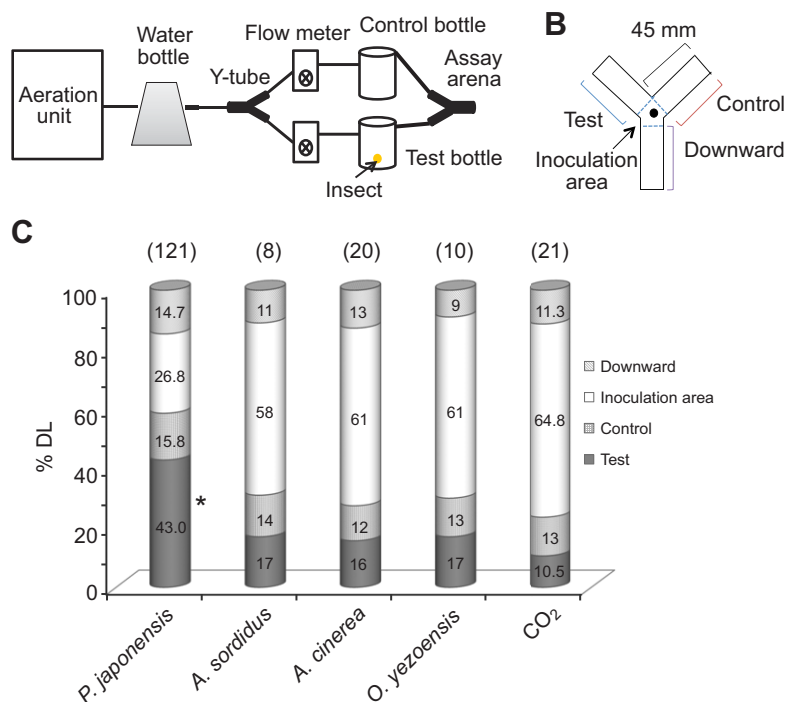 Water
bottle
Flow meter
Control bottle
Aeration
unit
Y-tube
Assay
arena
Test bottle
Insect
B
45 mm
Test
Control
Inoculation
area
Downward
C
(121) (8) (20) (10) (21)
% DL
100
80
60
40
20
0
14.7 11 13 9 11.3
26.8 58 61 61 64.8
15.8 14 12 13 13
43.0 17 16 17 10.5
*
Downward
Inoculation area
Control
Test
P. japonensis
A. sordidus
A. cinerea
O. yezoensis
CO₂